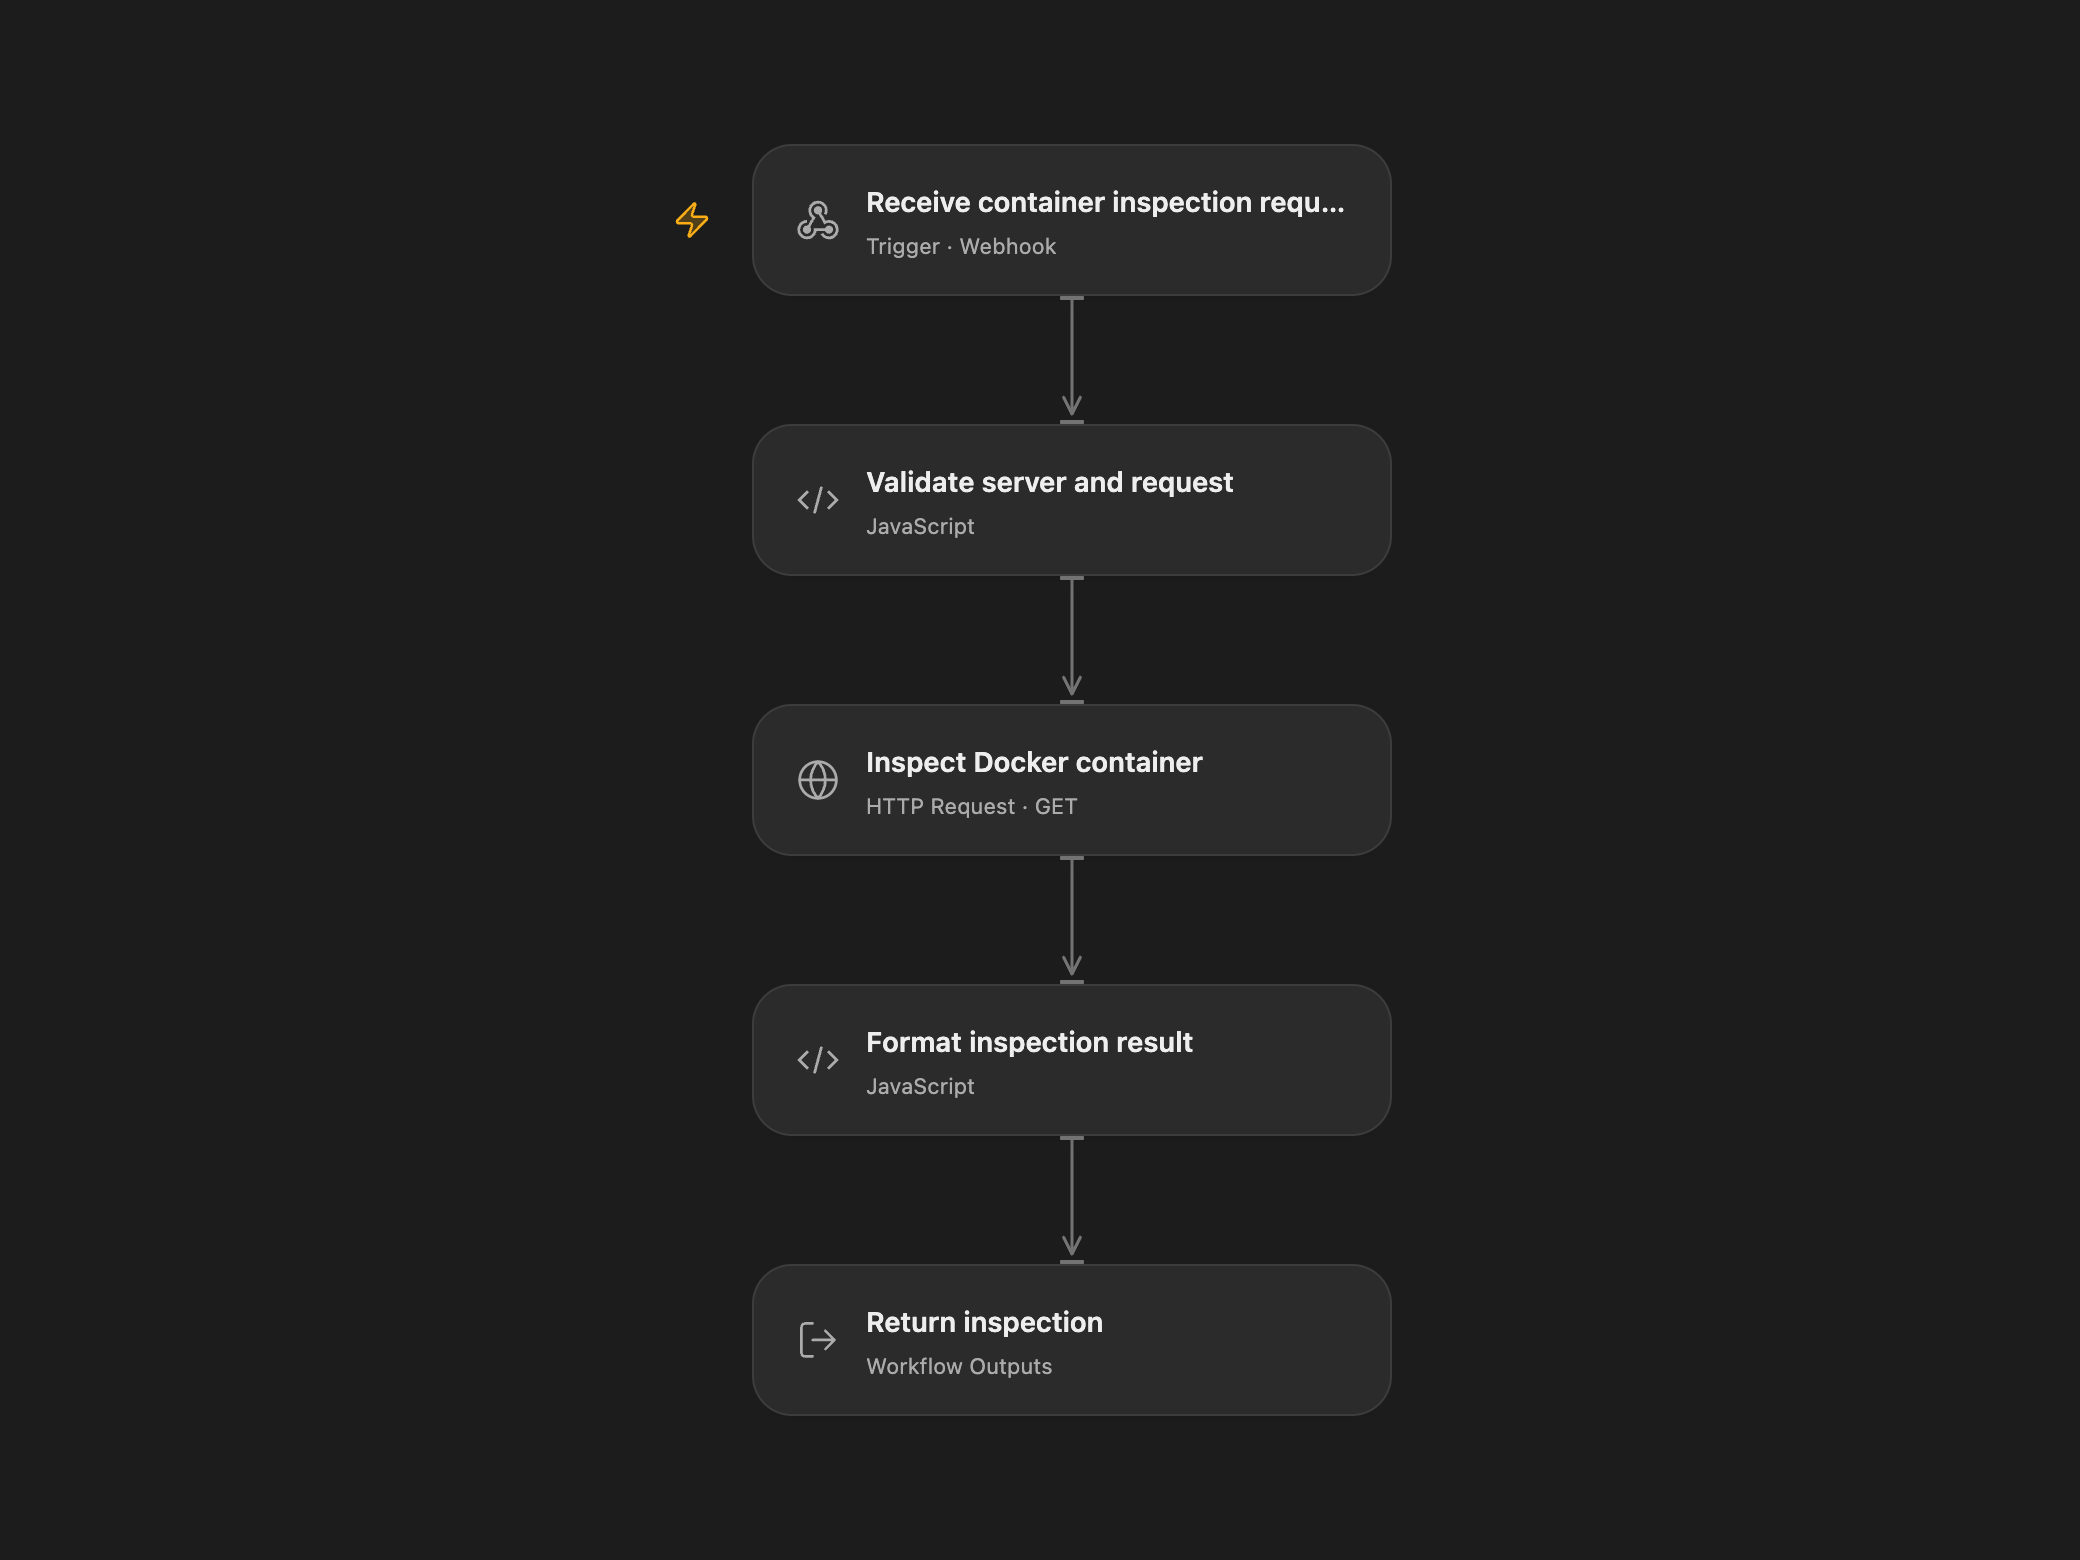 Receive container inspection requ...
Trigger · Webhook
Validate server and request
JavaScript
Inspect Docker container
HTTP Request · GET
Format inspection result
JavaScript
Return inspection
Workflow Outputs